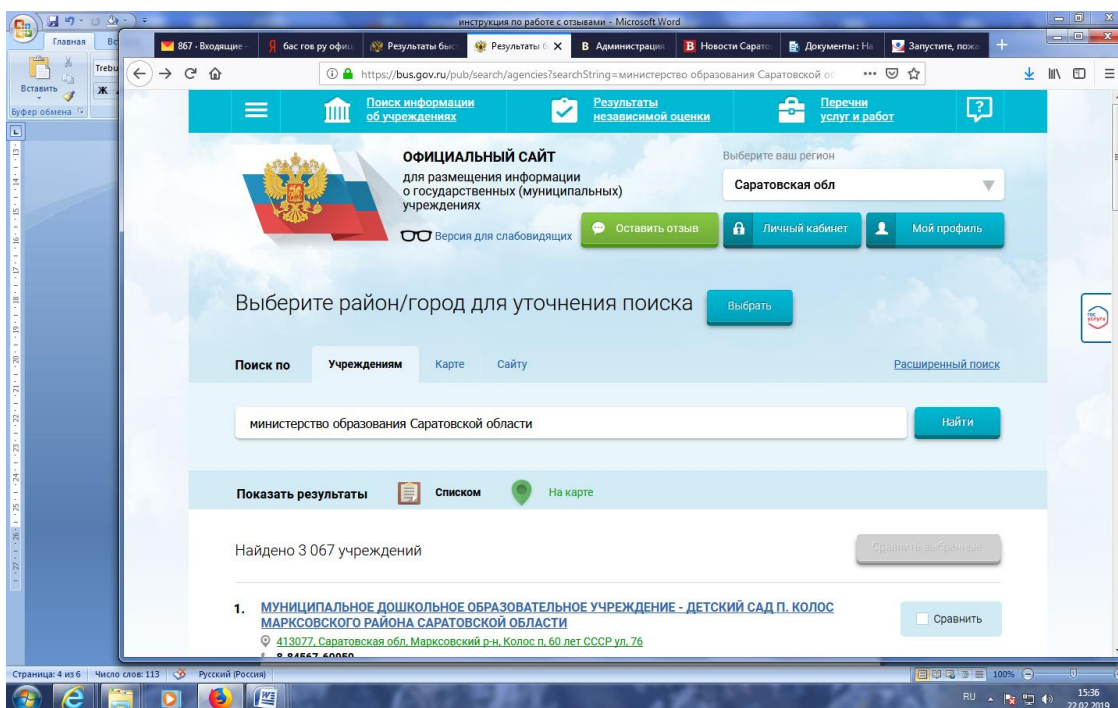 инструкция по работе с отзывами - Microsoft Word
Главная
Вставить
Trebu
Ж
Буфер обмена
867 · Входящие –
бас гов ру офиц
Результаты быс
Результаты б
Администрация
Новости Сарато
Документы : На
Запустите, пожа
https://bus.gov.ru/pub/search/agencies?searchString=министерство образования Саратовской об
Поиск информации
об учреждениях
Результаты
независимой оценки
Перечни
услуг и работ
ОФИЦИАЛЬНЫЙ САЙТ
для размещения информации
о государственных (муниципальных)
учреждениях
Версия для слабовидящих
Выберите ваш регион
Саратовская обл
Оставить отзыв
Личный кабинет
Мой профиль
Выберите район/город для уточнения поиска
Выбрать
гос
услуги
Поиск по
Учреждениям
Карте
Сайту
Расширенный поиск
министерство образования Саратовской области
Найти
Показать результаты
Списком
На карте
Найдено 3 067 учреждений
Сравнить выбранные
1. МУНИЦИПАЛЬНОЕ ДОШКОЛЬНОЕ ОБРАЗОВАТЕЛЬНОЕ УЧРЕЖДЕНИЕ - ДЕТСКИЙ САД П. КОЛОС
МАРКСОВСКОГО РАЙОНА САРАТОВСКОЙ ОБЛАСТИ
413077, Саратовская обл, Марксовский р-н, Колос п, 60 лет СССР ул, 76
8-84567-60050
Сравнить
Страница: 4 из 6
Число слов: 113
Русский (Россия)
100%
RU
15:36
22.02.2019